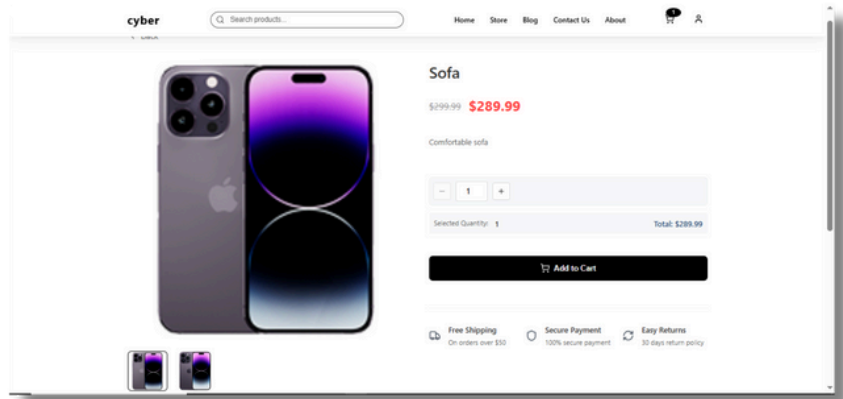 cyber
Search products...
Home Store Blog Contact Us About
1
< Back
Sofa
$299.99 $289.99
Comfortable sofa
− 1 +
Selected Quantity: 1 Total: $289.99
Add to Cart
Free Shipping
On orders over $50
Secure Payment
100% secure payment
Easy Returns
30 days return policy